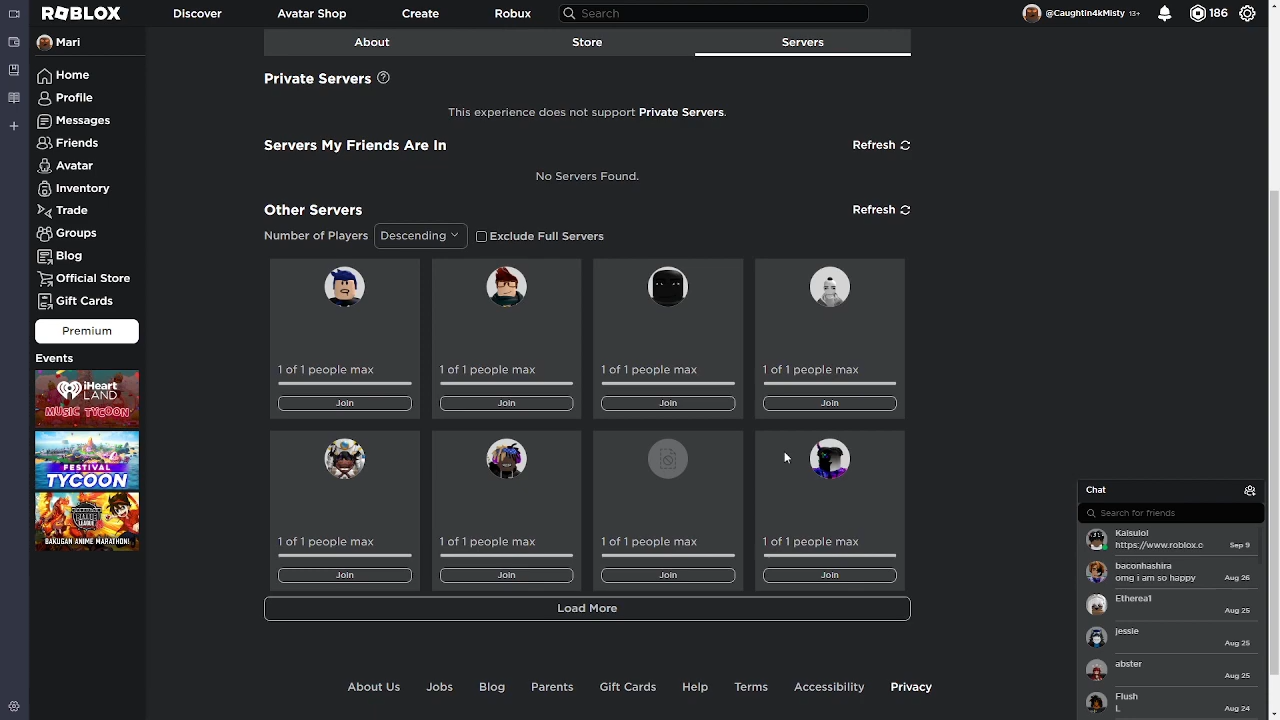 ROBLOX
Discover
Avatar Shop
Create
Robux
Search
@CaughtIn4kMisty 13+
186
Mari
Home
Profile
Messages
Friends
Avatar
Inventory
Trade
Groups
Blog
Official Store
Gift Cards
Premium
Events
iHeart
LAND
MUSIC TYCOON
FESTIVAL
TYCOON
BAKUGAN ANIME MARATHON!
About
Store
Servers
Private Servers
This experience does not support Private Servers.
Servers My Friends Are In
Refresh
No Servers Found.
Other Servers
Refresh
Number of Players
Descending
Exclude Full Servers
1 of 1 people max
1 of 1 people max
1 of 1 people max
1 of 1 people max
Join
Join
Join
Join
1 of 1 people max
1 of 1 people max
1 of 1 people max
1 of 1 people max
Join
Join
Join
Join
Load More
About Us
Jobs
Blog
Parents
Gift Cards
Help
Terms
Accessibility
Privacy
Chat
Search for friends
Kaisulol
https://www.roblox.c
Sep 9
baconhashira
omg i am so happy
Aug 26
Etherea1
Aug 25
jessie
Aug 25
abster
Aug 25
Flush
L
Aug 24